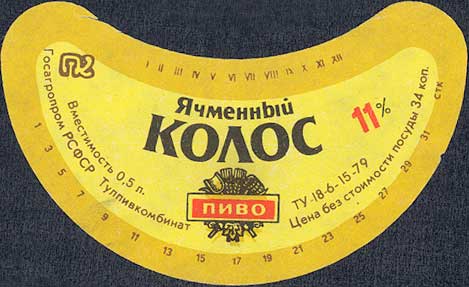 I II III IV V VI VII VIII IX X XI XII
Госагропром РСФСР Тулпивкомбинат
Вместимость 0,5 л.
Ячменный
КОЛОС
11%
ПИВО
ТУ-18-6-15-79
Цена без стоимости посуды 34 коп.
1 3 5 7 9 11 13 15 17 19 21 23 25 27 29 31 СТК